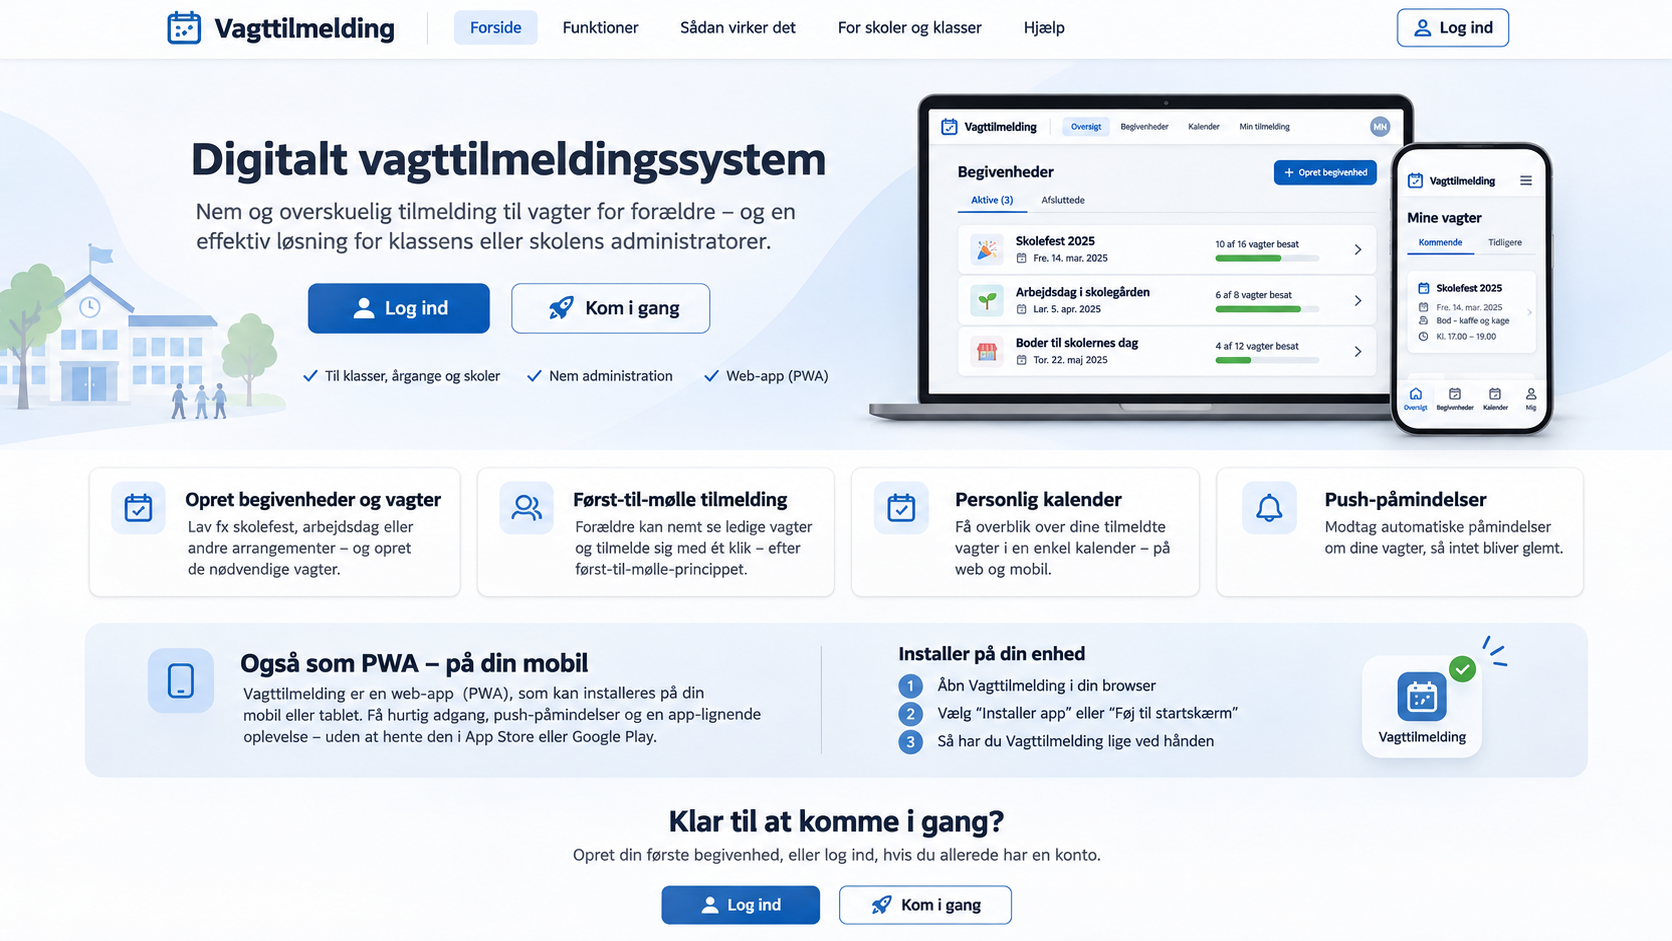 Vagttilmelding
Forside
Funktioner
Sådan virker det
For skoler og klasser
Hjælp
Log ind
Digitalt vagttilmeldingssystem
Nem og overskuelig tilmelding til vagter for forældre – og en
effektiv løsning for klassens eller skolens administratorer.
Log ind
Kom i gang
Til klasser, årgange og skoler
Nem administration
Web-app (PWA)
Vagttilmelding
Oversigt
Begivenheder
Kalender
Min tilmelding
MN
Begivenheder
+ Opret begivenhed
Aktive (3)
Afsluttede
Skolefest 2025
Fre. 14. mar. 2025
10 af 16 vagter besat
Arbejdsdag i skolegården
Lør. 5. apr. 2025
6 af 8 vagter besat
Boder til skolernes dag
Tor. 22. maj 2025
4 af 12 vagter besat
Vagttilmelding
Mine vagter
Kommende
Tidligere
Skolefest 2025
Fre. 14. mar. 2025
Bod – kaffe og kage
Kl. 17.00 – 19.00
Oversigt
Begivenheder
Kalender
Mig
Opret begivenheder og vagter
Lav fx skolefest, arbejdsdag eller
andre arrangementer – og opret
de nødvendige vagter.
Først-til-mølle tilmelding
Forældre kan nemt se ledige vagter
og tilmelde sig med ét klik – efter
først-til-mølle-princippet.
Personlig kalender
Få overblik over dine tilmeldte
vagter i en enkel kalender – på
web og mobil.
Push-påmindelser
Modtag automatiske påmindelser
om dine vagter, så intet bliver glemt.
Også som PWA – på din mobil
Vagttilmelding er en web-app (PWA), som kan installeres på din
mobil eller tablet. Få hurtig adgang, push-påmindelser og en app-lignende
oplevelse – uden at hente den i App Store eller Google Play.
Installer på din enhed
1 Åbn Vagttilmelding i din browser
2 Vælg “Installer app” eller “Føj til startskærm”
3 Så har du Vagttilmelding lige ved hånden
Vagttilmelding
Klar til at komme i gang?
Opret din første begivenhed, eller log ind, hvis du allerede har en konto.
Log ind
Kom i gang